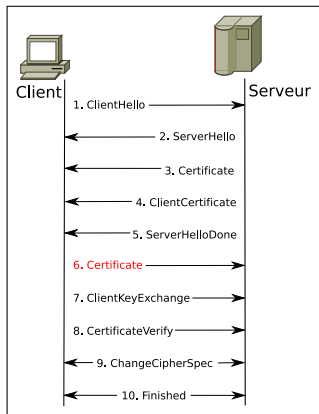 Client
Serveur
1. ClientHello
2. ServerHello
3. Certificate
4. ClientCertificate
5. ServerHelloDone
6. Certificate
7. ClientKeyExchange
8. CertificateVerify
9. ChangeCipherSpec
10. Finished